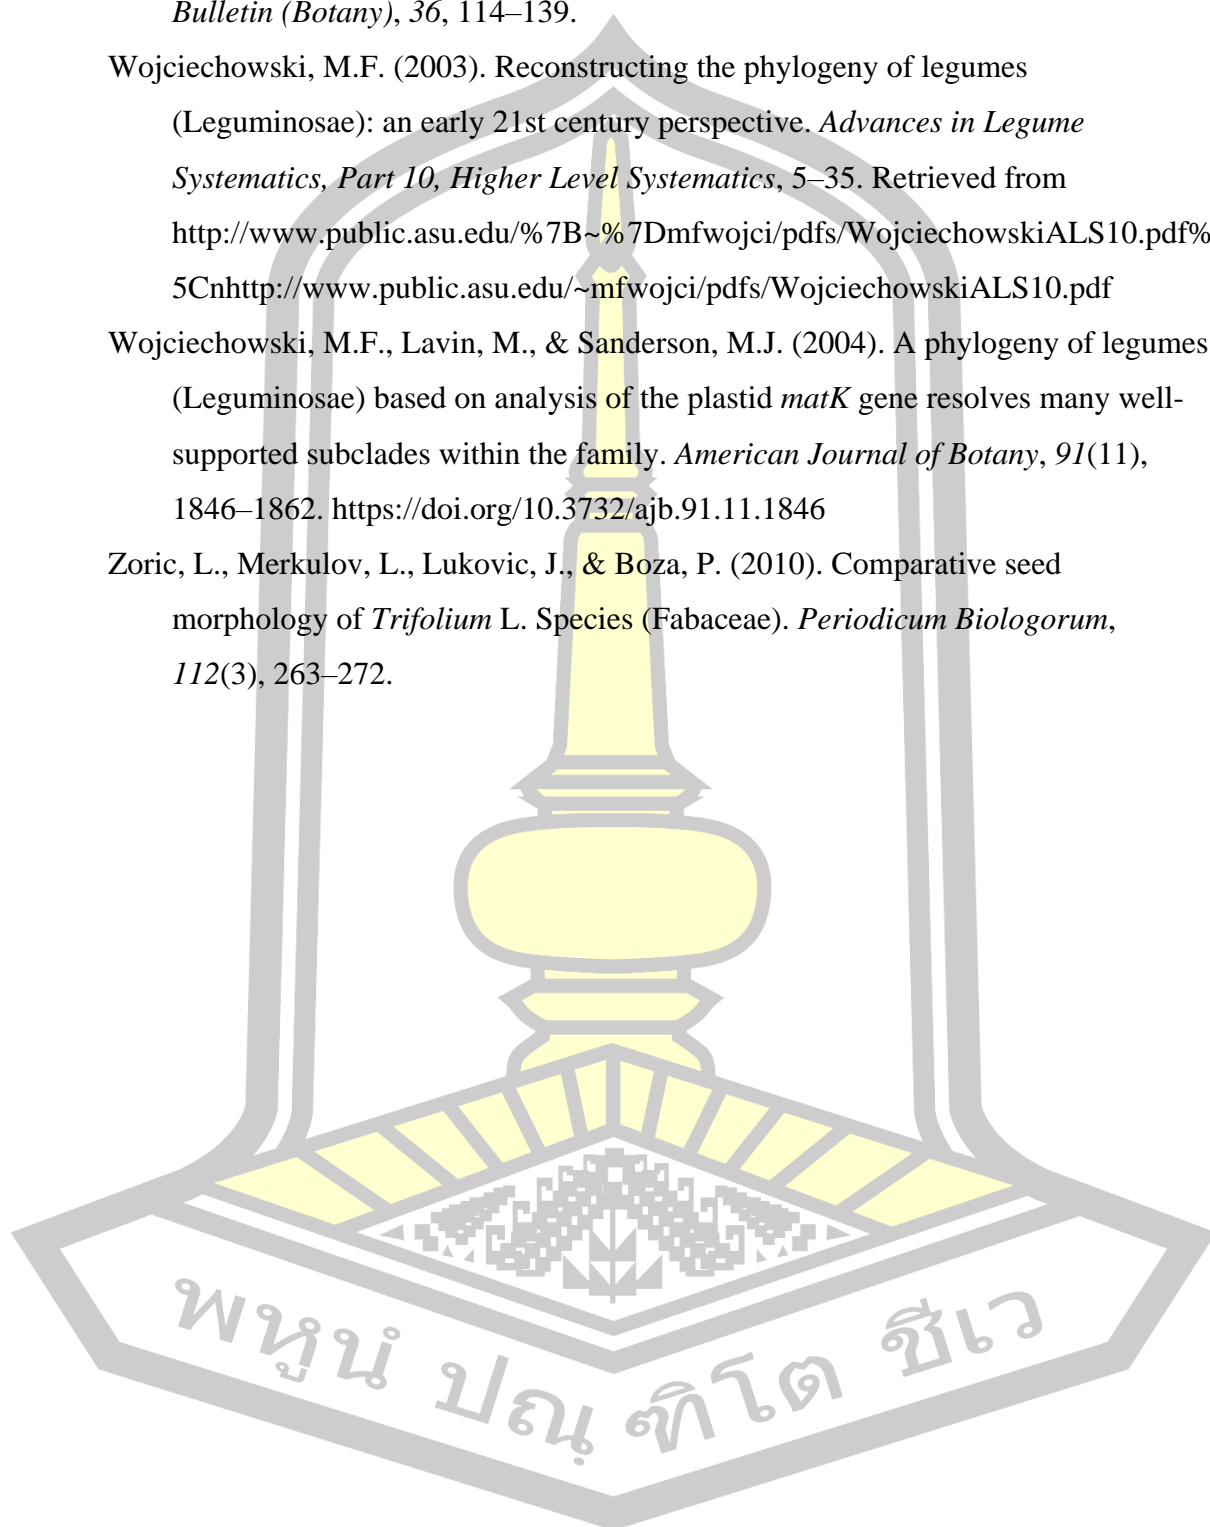 Bulletin (Botany), 36, 114–139.
Wojciechowski, M.F. (2003). Reconstructing the phylogeny of legumes
(Leguminosae): an early 21st century perspective. Advances in Legume
Systematics, Part 10, Higher Level Systematics, 5–35. Retrieved from
http://www.public.asu.edu/%7B~%7Dmfwojci/pdfs/WojciechowskiALS10.pdf%
5Cnhttp://www.public.asu.edu/~mfwojci/pdfs/WojciechowskiALS10.pdf
Wojciechowski, M.F., Lavin, M., & Sanderson, M.J. (2004). A phylogeny of legumes
(Leguminosae) based on analysis of the plastid matK gene resolves many well-
supported subclades within the family. American Journal of Botany, 91(11),
1846–1862. https://doi.org/10.3732/ajb.91.11.1846
Zoric, L., Merkulov, L., Lukovic, J., & Boza, P. (2010). Comparative seed
morphology of Trifolium L. Species (Fabaceae). Periodicum Biologorum,
112(3), 263–272.
พหูนํ ปณฺ ฑิโต ชีเว